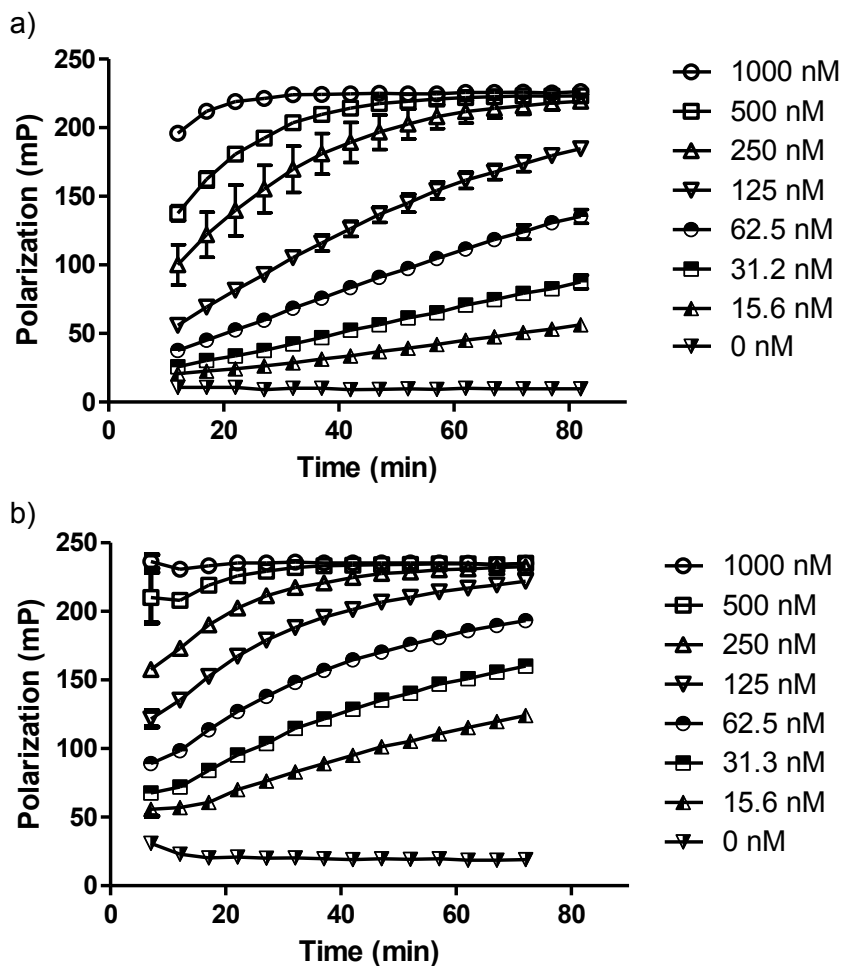 a)
250
200
150
100
50
0
Polarization (mP)
0 20 40 60 80
Time (min)
1000 nM
500 nM
250 nM
125 nM
62.5 nM
31.2 nM
15.6 nM
0 nM
b)
250
200
150
100
50
0
Polarization (mP)
0 20 40 60 80
Time (min)
1000 nM
500 nM
250 nM
125 nM
62.5 nM
31.3 nM
15.6 nM
0 nM